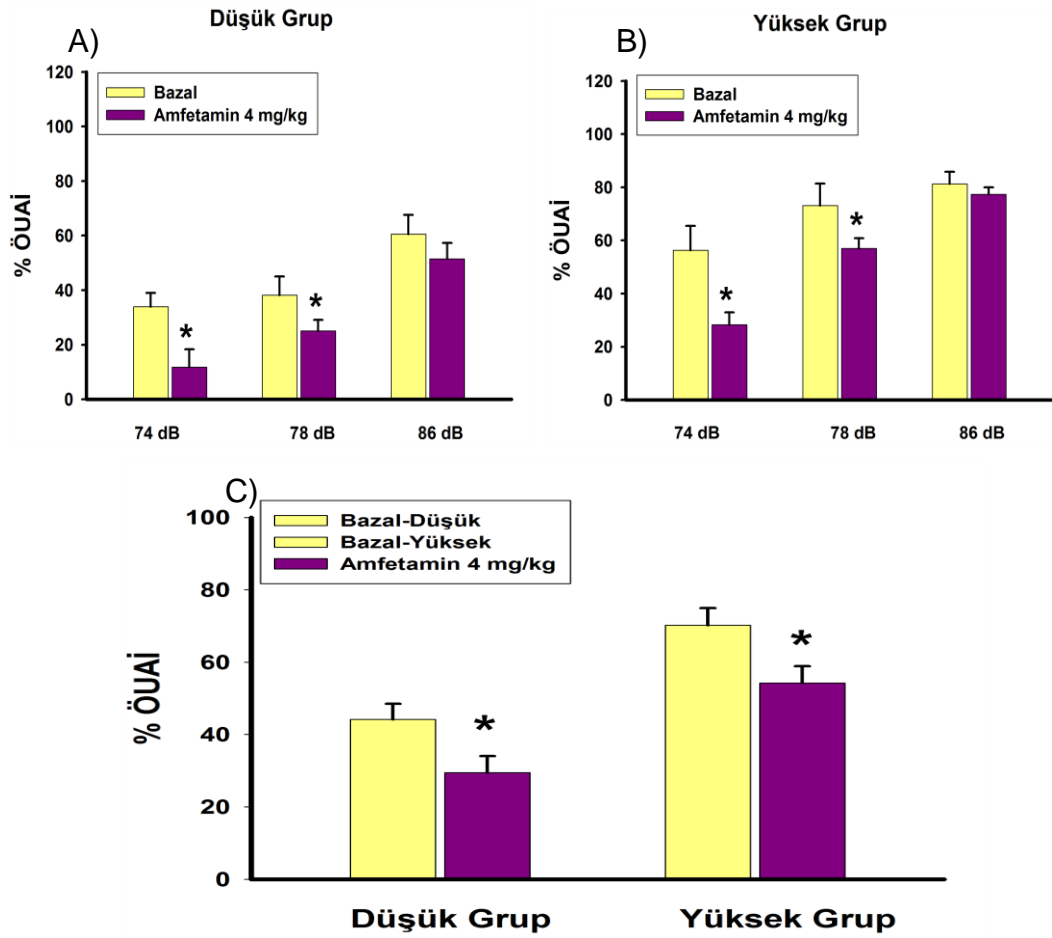 A)
Düşük Grup
Bazal
Amfetamin 4 mg/kg
% ÖUAİ
120
100
80
60
40
20
0
74 dB 78 dB 86 dB
B)
Yüksek Grup
Bazal
Amfetamin 4 mg/kg
% ÖUAİ
120
100
80
60
40
20
0
* *
* *
74 dB 78 dB 86 dB
C)
Bazal-Düşük
Bazal-Yüksek
Amfetamin 4 mg/kg
% ÖUAİ
100
80
60
40
20
0
* *
Düşük Grup Yüksek Grup